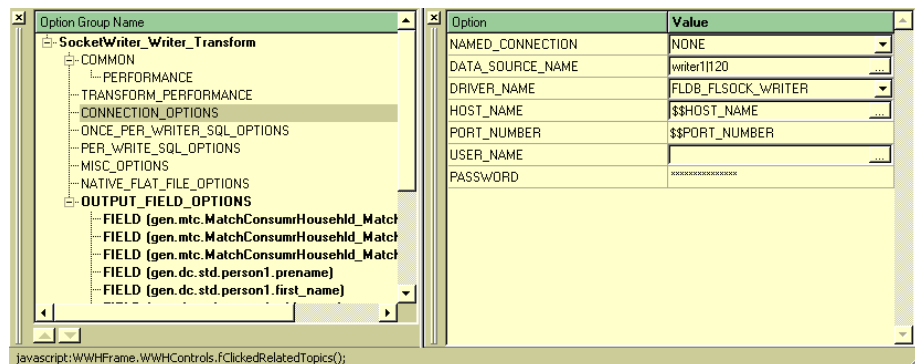 Option Group Name
SocketWriter_Writer_Transform
COMMON
PERFORMANCE
TRANSFORM_PERFORMANCE
CONNECTION_OPTIONS
ONCE_PER_WRITER_SQL_OPTIONS
PER_WRITE_SQL_OPTIONS
MISC_OPTIONS
NATIVE_FLAT_FILE_OPTIONS
OUTPUT_FIELD_OPTIONS
FIELD (gen.mtc.MatchConsumrHousehld_Match
FIELD (gen.mtc.MatchConsumrHousehld_Match
FIELD (gen.mtc.MatchConsumrHousehld_Match
FIELD (gen.dc.std.person1.prename)
FIELD (gen.dc.std.person1.first_name)
Option Value
NAMED_CONNECTION NONE
DATA_SOURCE_NAME writer1|120 ...
DRIVER_NAME FLDB_FLSOCK_WRITER
HOST_NAME $$HOST_NAME ...
PORT_NUMBER $$PORT_NUMBER
USER_NAME ...
PASSWORD ××××××××××××××
javascript:WWHFrame.WWHControls.fClickedRelatedTopics();